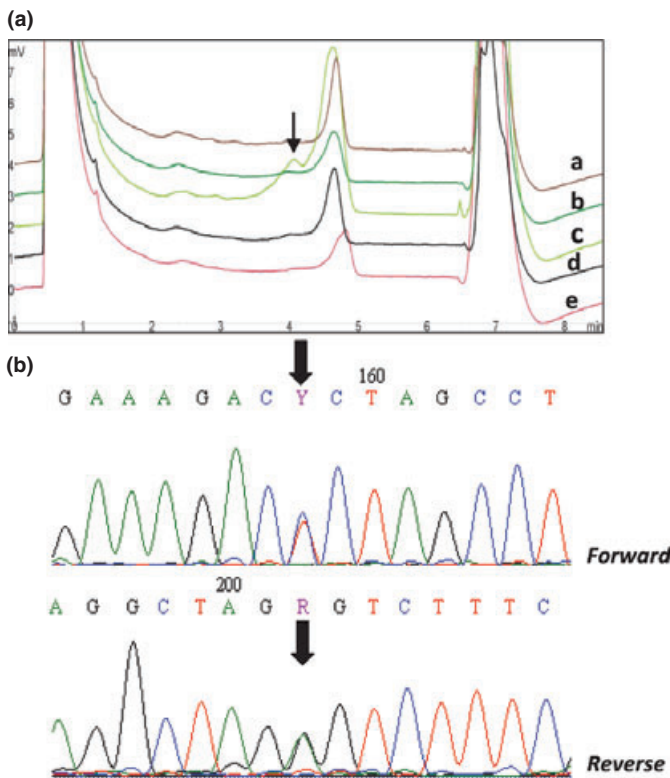 (a)
mV
7
6
5
4
3
2
1
0
a
b
c
d
e
0 1 2 3 4 5 6 7 8 min
(b)
160
G A A A G A C Y C T A G C C T
Forward
200
A G G C T A G R G T C T T T C
Reverse